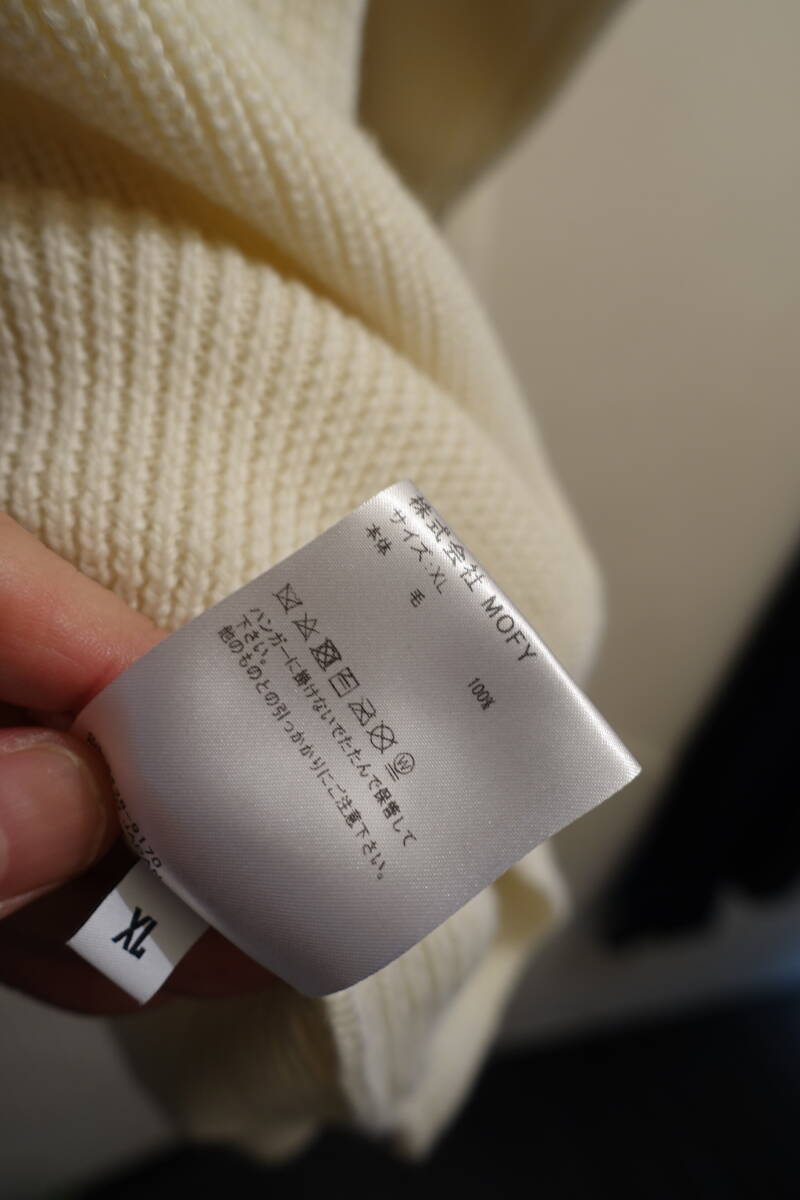 株式会社 MOFY
サイズ:XL
本体 毛 100%
W
ハンガーに掛けないでたたんで保管して
下さい。
他のものとの引っかかりにご注意下さい。
XL